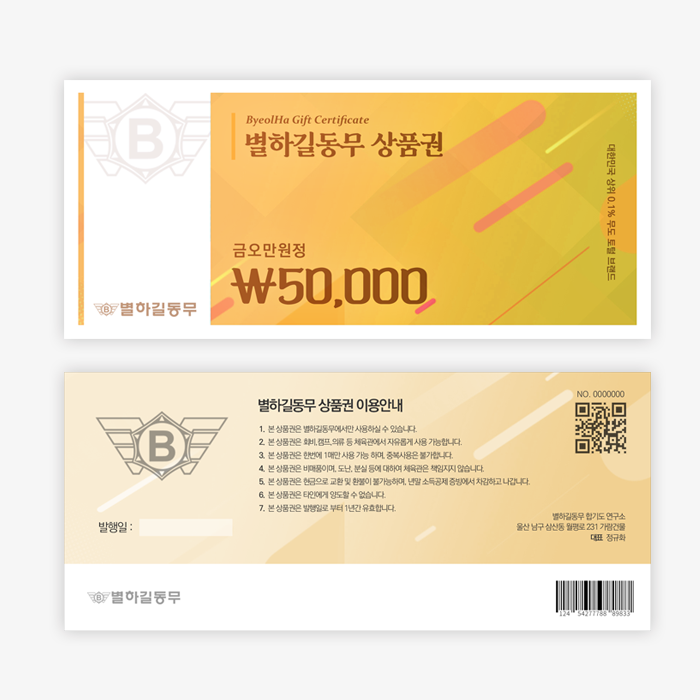 B
ByeolHa Gift Certificate
별하길동무 상품권
대한민국 상위 0.1% 무도 토털 브랜드
금오만원정
₩50,000
B 별하길동무
별하길동무 상품권 이용안내
1. 본 상품권은 별하길동무에서만 사용하실 수 있습니다.
2. 본 상품권은 회비,캠프,의류 등 체육관에서 자유롭게 사용 가능합니다.
3. 본 상품권은 한번에 1매만 사용 가능 하며, 중복사용은 불가합니다.
4. 본 상품권은 비매품이며, 도난, 분실 등에 대하여 체육관은 책임지지 않습니다.
5. 본 상품권은 현금으로 교환 및 환불이 불가능하며, 년말 소득공제 증빙에서 차감하고 나갑니다.
6. 본 상품권은 타인에게 양도할 수 없습니다.
7. 본 상품권은 발행일로 부터 1년간 유효합니다.
NO. 0000000
B
발행일 :
별하길동무 합기도 연구소
울산 남구 삼산동 월평로 231 가람건물
대표 정규화
B 별하길동무
124 54277788 89833